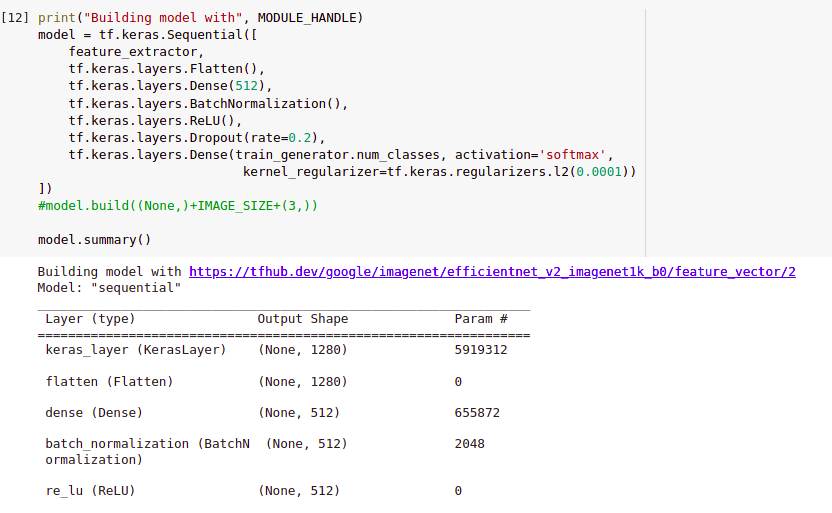 [12] print("Building model with", MODULE_HANDLE)
model = tf.keras.Sequential([
    feature_extractor,
    tf.keras.layers.Flatten(),
    tf.keras.layers.Dense(512),
    tf.keras.layers.BatchNormalization(),
    tf.keras.layers.ReLU(),
    tf.keras.layers.Dropout(rate=0.2),
    tf.keras.layers.Dense(train_generator.num_classes, activation='softmax',
                           kernel_regularizer=tf.keras.regularizers.l2(0.0001))
])
#model.build((None,)+IMAGE_SIZE+(3,))
model.summary()
Building model with https://tfhub.dev/google/imagenet/efficientnet_v2_imagenet1k_b0/feature_vector/2
Model: "sequential"
_________________________________________________________________
Layer (type)                Output Shape              Param #
=================================================================
keras_layer (KerasLayer)    (None, 1280)              5919312
flatten (Flatten)           (None, 1280)              0
dense (Dense)               (None, 512)               655872
batch_normalization (BatchN  (None, 512)              2048
ormalization)
re_lu (ReLU)                (None, 512)               0